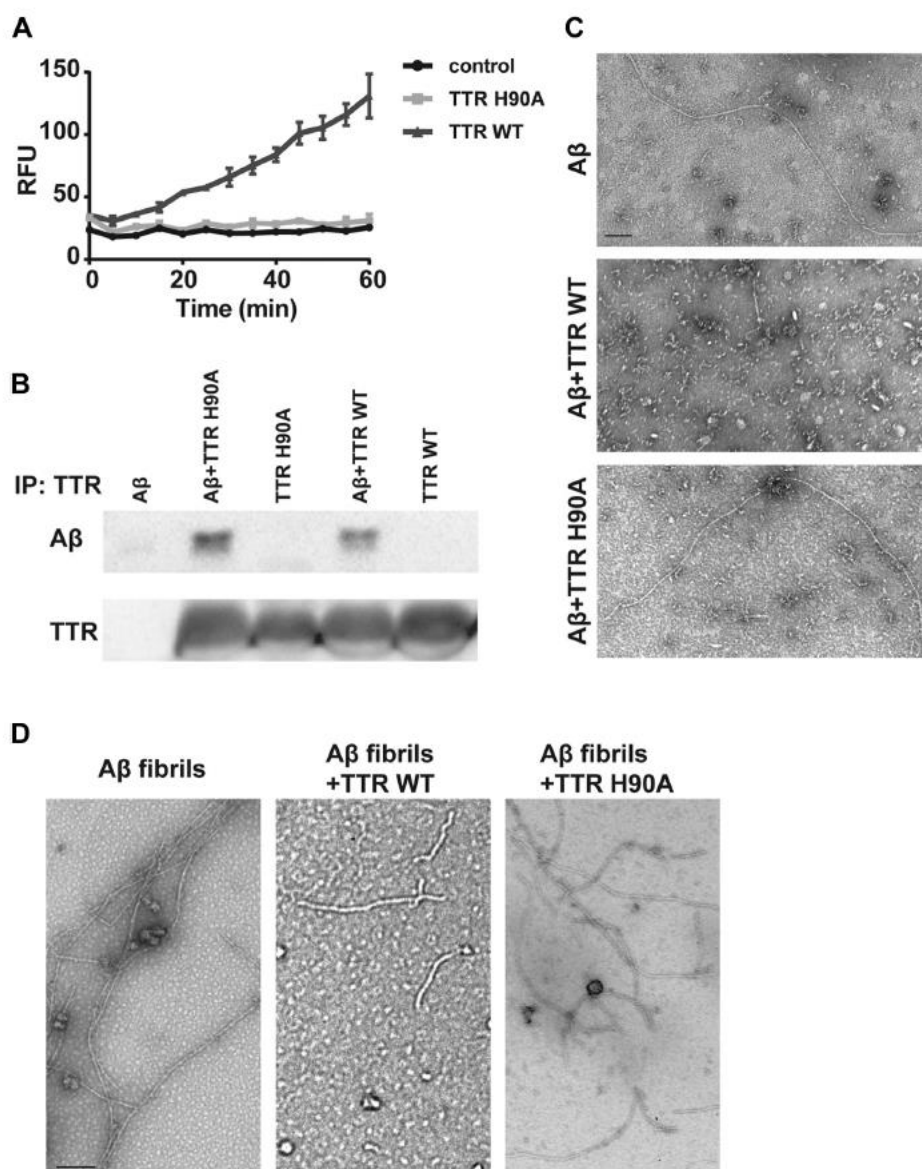 A
150
100
50
0
RFU
0
20
40
60
Time (min)
control
TTR H90A
TTR WT
B
IP: TTR
Aβ
Aβ+TTR H90A
TTR H90A
Aβ+TTR WT
TTR WT
Aβ
TTR
C
Aβ
Aβ+TTR WT
Aβ+TTR H90A
D
Aβ fibrils
Aβ fibrils
+TTR WT
Aβ fibrils
+TTR H90A